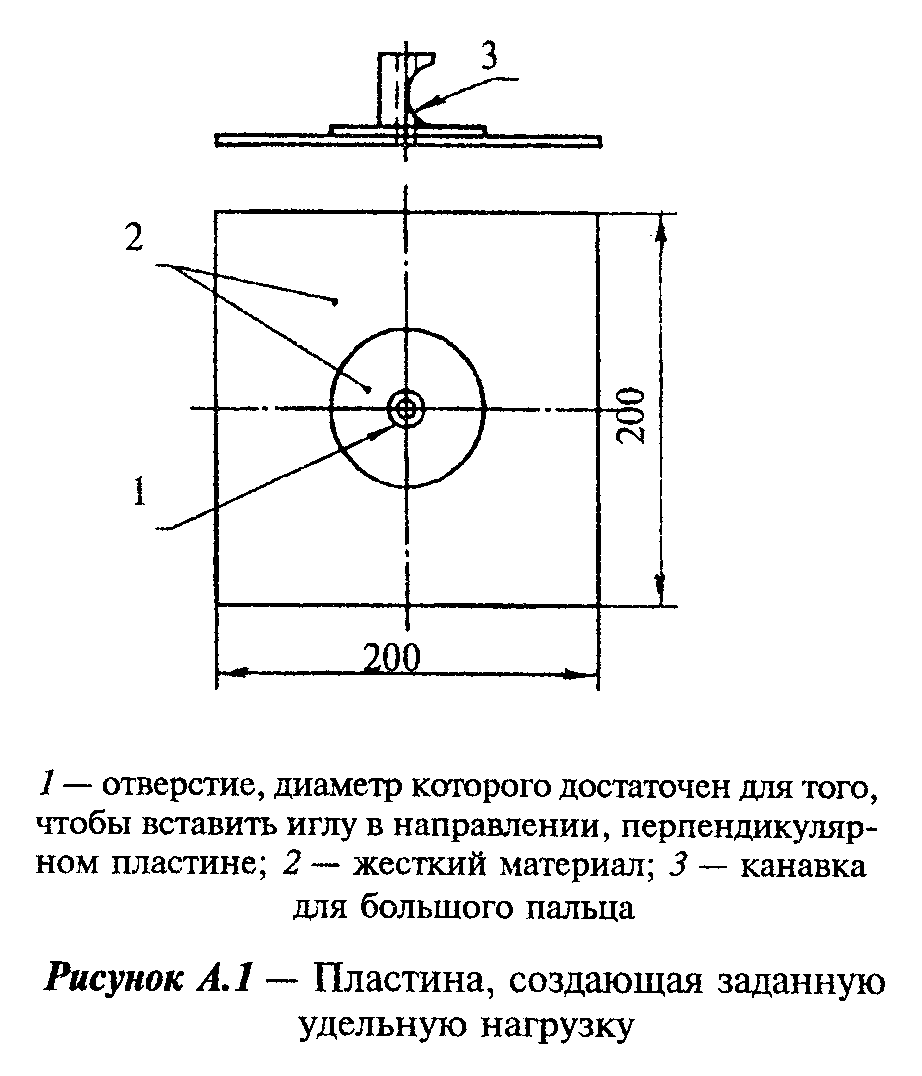 3
2
1
200
200
1 — отверстие, диаметр которого достаточен для того,
чтобы вставить иглу в направлении, перпендикуляр-
ном пластине; 2 — жесткий материал; 3 — канавка
для большого пальца
Рисунок А.1 — Пластина, создающая заданную
удельную нагрузку